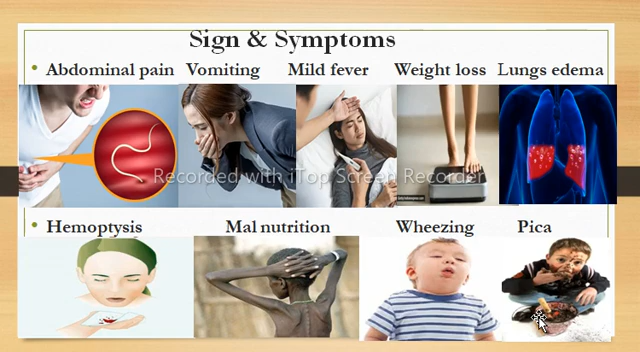 Sign & Symptoms
• Abdominal pain Vomiting Mild fever Weight loss Lungs edema
Recorded with iTop Screen Recorder
• Hemoptysis Mal nutrition Wheezing Pica